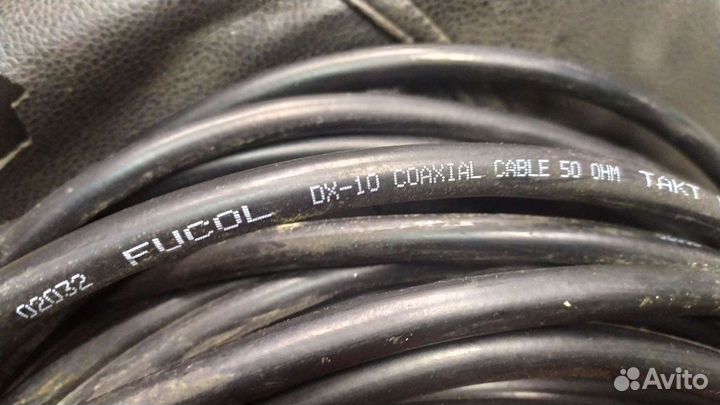 02032 FUCOL DX-10 COAXIAL CABLE 50 OHM TAKT
Avito